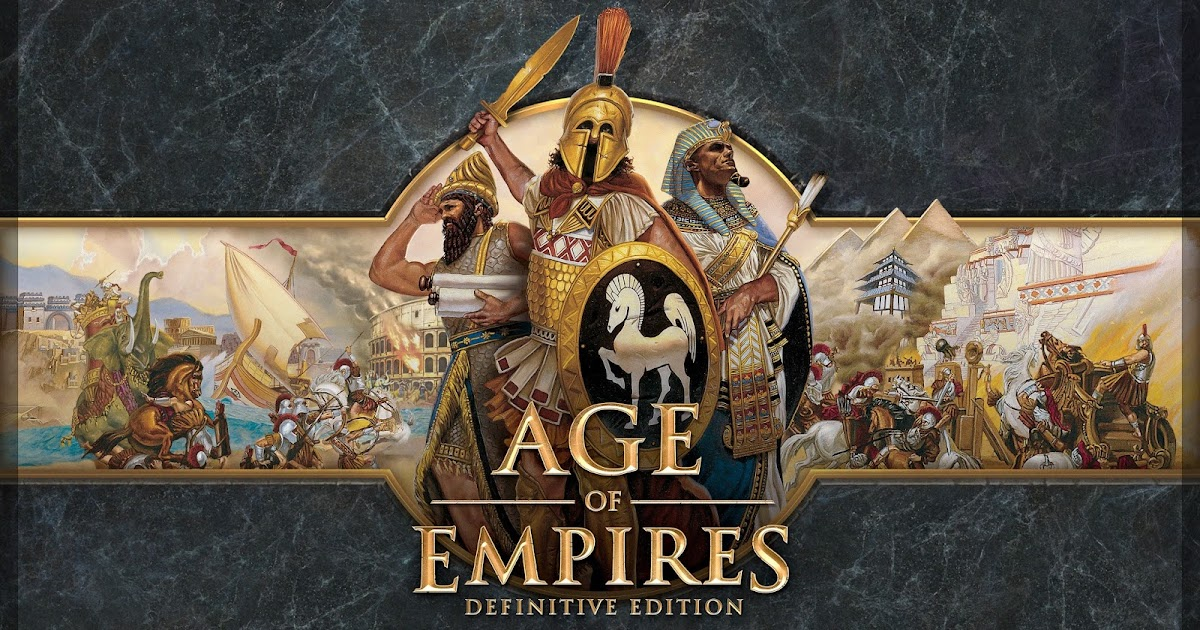 AGE
OF
EMPIRES
DEFINITIVE EDITION